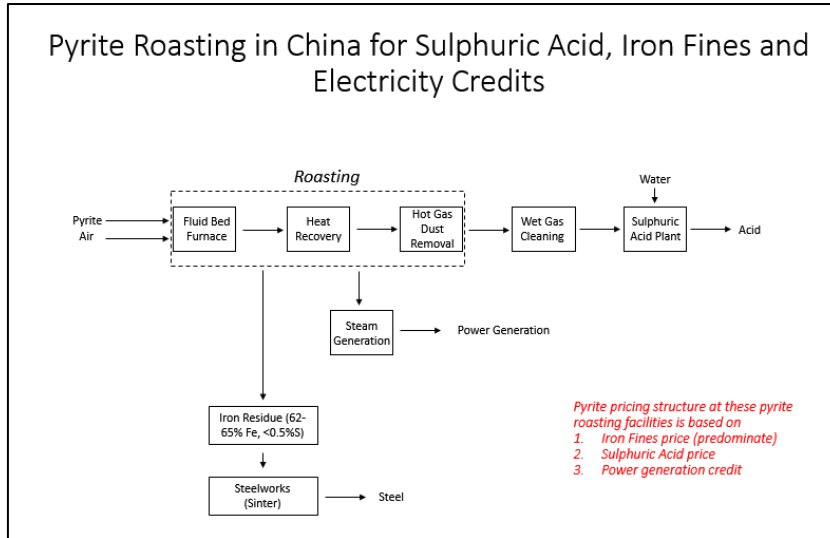 Pyrite Roasting in China for Sulphuric Acid, Iron Fines and
Electricity Credits
Roasting
Water
Pyrite
Air
Fluid Bed
Furnace
Heat
Recovery
Hot Gas
Dust
Removal
Wet Gas
Cleaning
Sulphuric
Acid Plant
Acid
Steam
Generation
Power Generation
Iron Residue (62-
65% Fe, <0.5%S)
Steelworks
(Sinter)
Steel
Pyrite pricing structure at these pyrite
roasting facilities is based on
1. Iron Fines price (predominate)
2. Sulphuric Acid price
3. Power generation credit